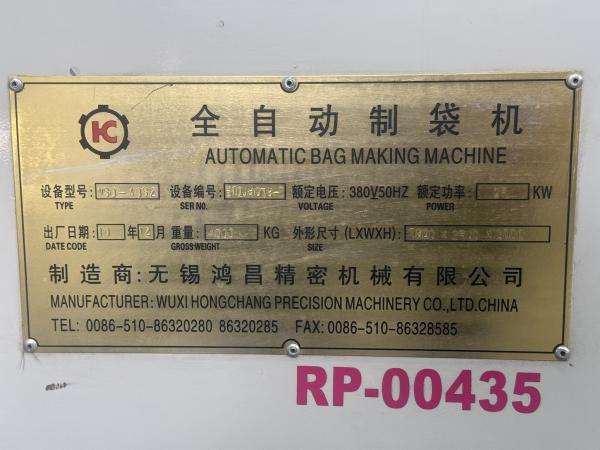 HC
全自动制袋机
AUTOMATIC BAG MAKING MACHINE
设备型号: 设备编号: 额定电压: 380V50HZ 额定功率: KW
TYPE SER NO. VOLTAGE POWER
出厂日期: 年 12 月 重量: KG 外形尺寸 (LXWXH):
DATE CODE GROSS WEIGHT SIZE
制造商:无锡鸿昌精密机械有限公司
MANUFACTURER: WUXI HONGCHANG PRECISION MACHINERY CO.,LTD.CHINA
TEL: 0086-510-86320280 86320285 FAX:0086-510-86328585
RP-00435